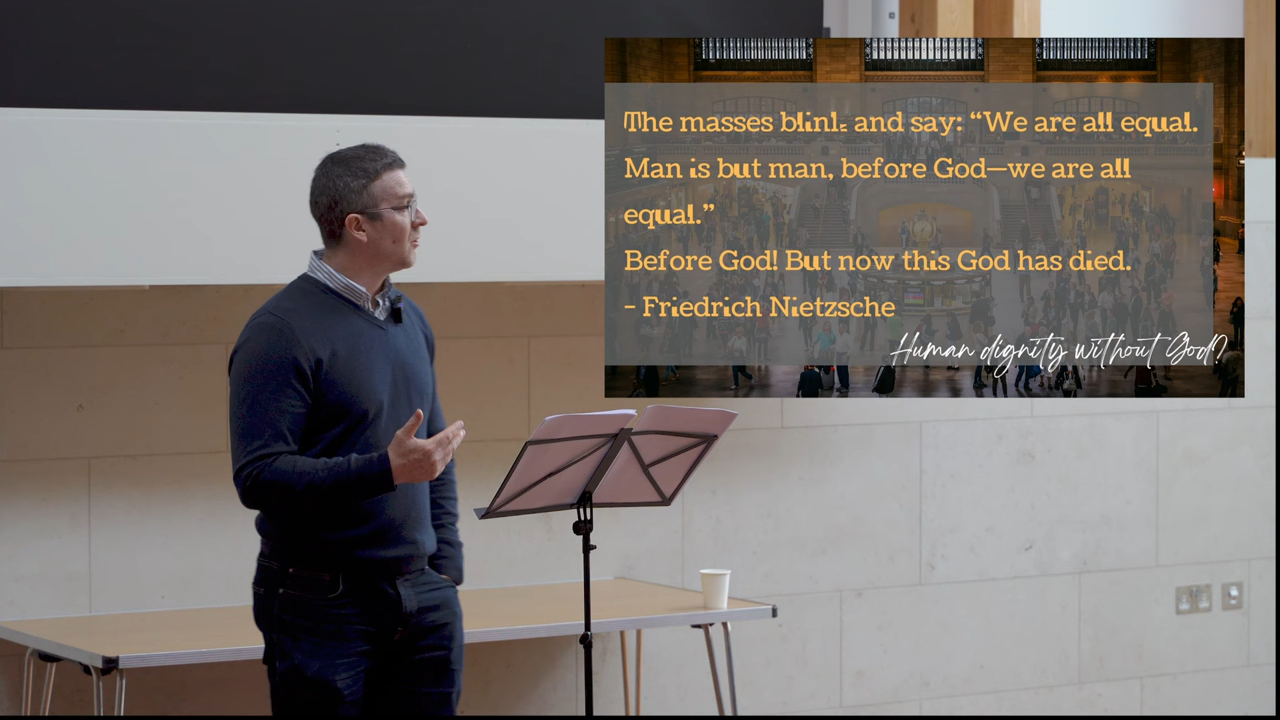 The masses blink and say: “We are all equal.
Man is but man, before God—we are all
equal.”
Before God! But now this God has died.
- Friedrich Nietzsche
Human dignity without God?